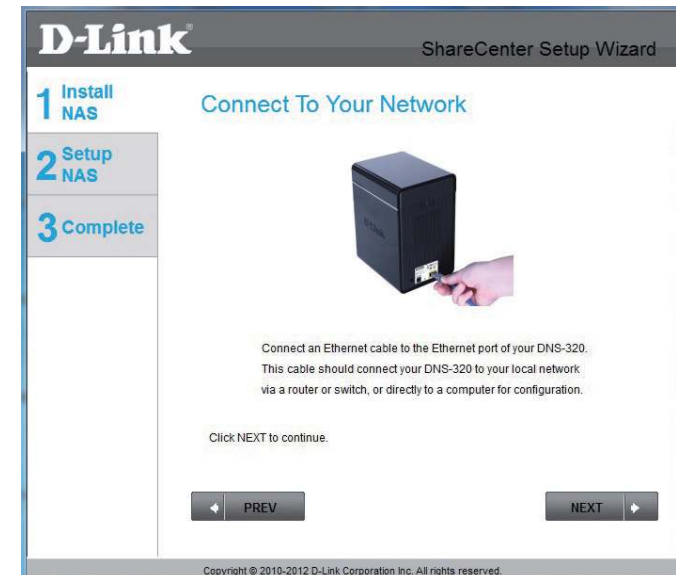 D-Link
ShareCenter Setup Wizard
1 Install NAS
2 Setup NAS
3 Complete
Connect To Your Network
D-Link
Connect an Ethernet cable to the Ethernet port of your DNS-320.
This cable should connect your DNS-320 to your local network
via a router or switch, or directly to a computer for configuration.
Click NEXT to continue.
PREV
NEXT
Copyright © 2010-2012 D-Link Corporation Inc. All rights reserved.